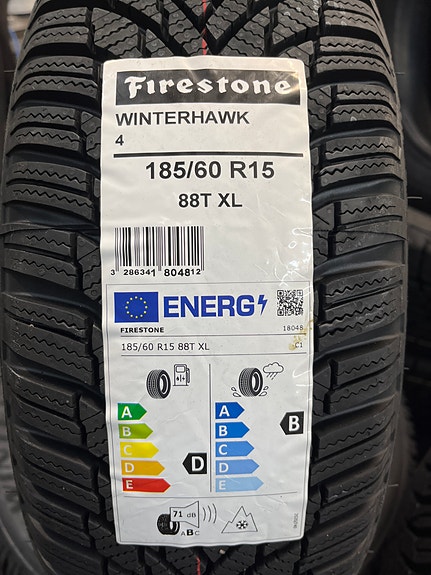 Firestone
WINTERHAWK
4
185/60 R15
88T XL
3 286341 804812
ENERG
FIRESTONE 18048
185/60 R15 88T XL C1
A A
B B B
C C
D D D
E E
71 dB
ABC